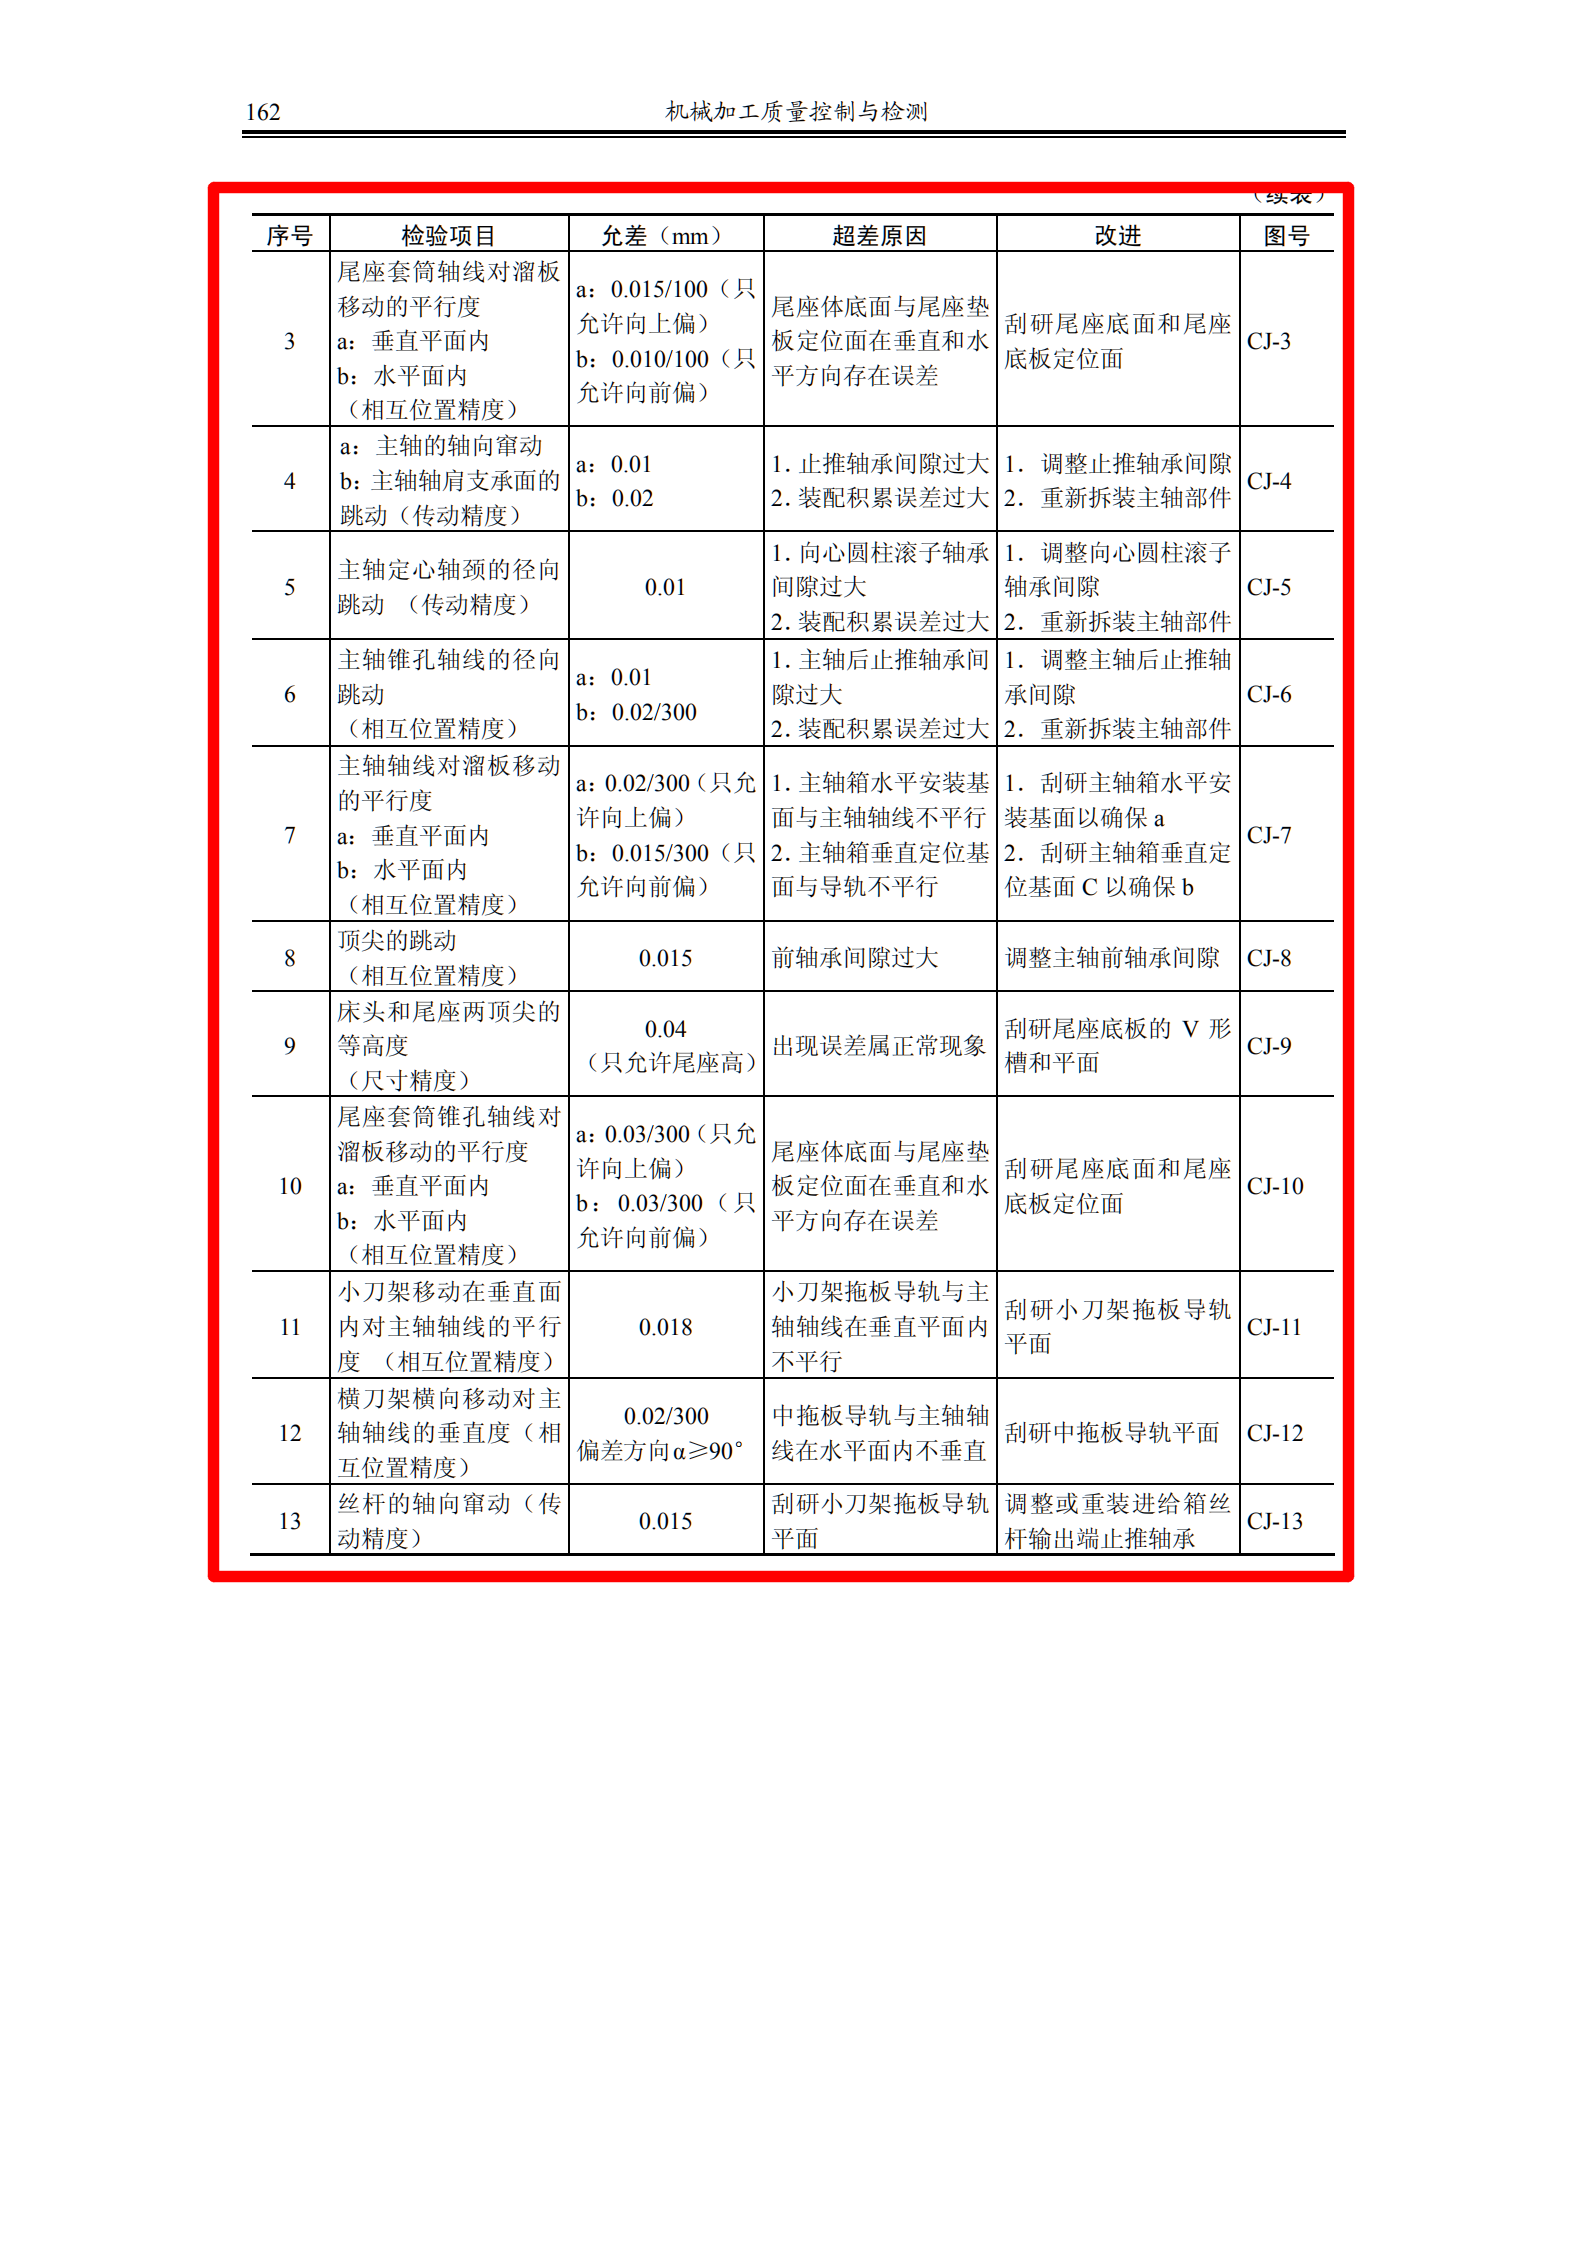 162
机械加工质量控制与检测
(续表)
序号 检验项目 允差(mm) 超差原因 改进 图号
3
尾座套筒轴线对溜板
移动的平行度
a：垂直平面内
b：水平面内
（相互位置精度）
a：0.015/100（只
允许向上偏）
b：0.010/100（只
允许向前偏）
尾座体底面与尾座垫
板定位面在垂直和水
平方向存在误差
刮研尾座底面和尾座
底板定位面
CJ-3
4
a：主轴的轴向窜动
b：主轴轴肩支承面的
跳动（传动精度）
a：0.01
b：0.02
1. 止推轴承间隙过大
2. 装配积累误差过大
1. 调整止推轴承间隙
2. 重新拆装主轴部件
CJ-4
5
主轴定心轴颈的径向
跳动 （传动精度）
0.01
1. 向心圆柱滚子轴承
间隙过大
2. 装配积累误差过大
1. 调整向心圆柱滚子
轴承间隙
2. 重新拆装主轴部件
CJ-5
6
主轴锥孔轴线的径向
跳动
（相互位置精度）
a：0.01
b：0.02/300
1. 主轴后止推轴承间
隙过大
2. 装配积累误差过大
1. 调整主轴后止推轴
承间隙
2. 重新拆装主轴部件
CJ-6
7
主轴轴线对溜板移动
的平行度
a：垂直平面内
b：水平面内
（相互位置精度）
a：0.02/300（只允
许向上偏）
b：0.015/300（只
允许向前偏）
1. 主轴箱水平安装基
面与主轴轴线不平行
2. 主轴箱垂直定位基
面与导轨不平行
1. 刮研主轴箱水平安
装基面以确保 a
2. 刮研主轴箱垂直定
位基面 C 以确保 b
CJ-7
8
顶尖的跳动
（相互位置精度）
0.015
前轴承间隙过大
调整主轴前轴承间隙
CJ-8
9
床头和尾座两顶尖的
等高度
（尺寸精度）
0.04
（只允许尾座高）
出现误差属正常现象
刮研尾座底板的 V 形
槽和平面
CJ-9
10
尾座套筒锥孔轴线对
溜板移动的平行度
a：垂直平面内
b：水平面内
（相互位置精度）
a：0.03/300（只允
许向上偏）
b：0.03/300（只
允许向前偏）
尾座体底面与尾座垫
板定位面在垂直和水
平方向存在误差
刮研尾座底面和尾座
底板定位面
CJ-10
11
小刀架移动在垂直面
内对主轴轴线的平行
度 （相互位置精度）
0.018
小刀架拖板导轨与主
轴轴线在垂直平面内
不平行
刮研小刀架拖板导轨
平面
CJ-11
12
横刀架横向移动对主
轴轴线的垂直度（相
互位置精度）
0.02/300
偏差方向α≥90°
中拖板导轨与主轴轴
线在水平面内不垂直
刮研中拖板导轨平面
CJ-12
13
丝杆的轴向窜动（传
动精度）
0.015
刮研小刀架拖板导轨
平面
调整或重装进给箱丝
杆输出端止推轴承
CJ-13